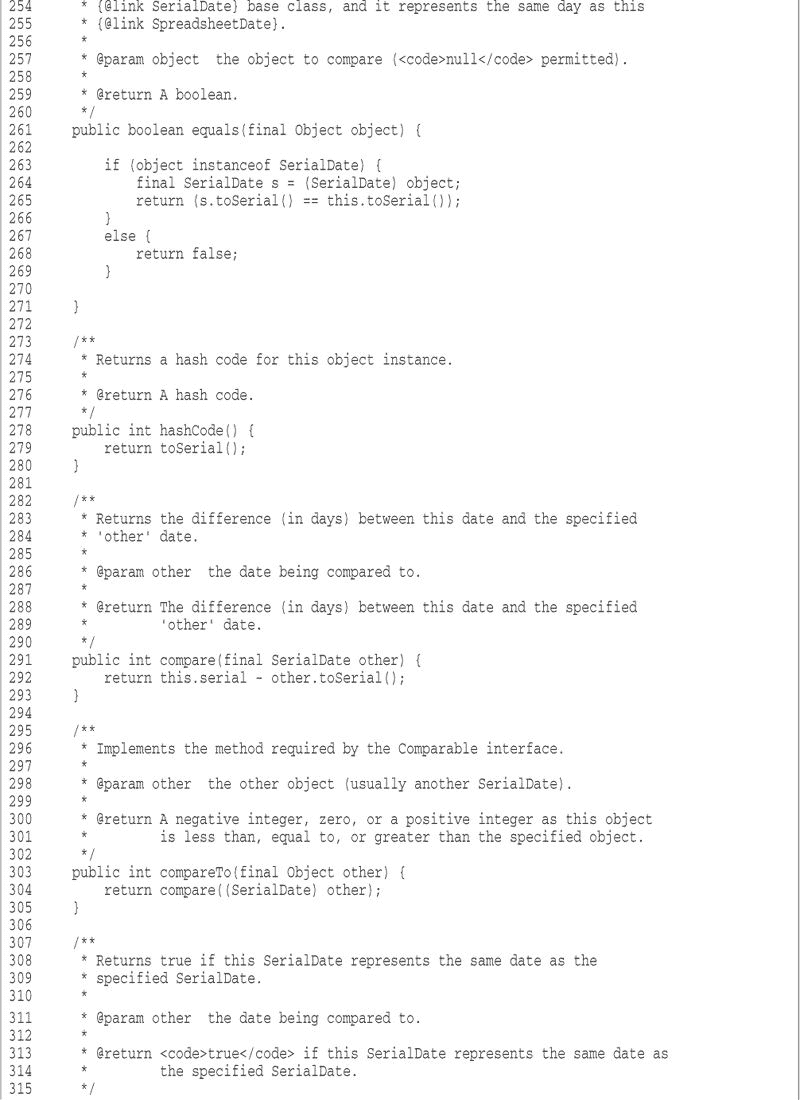 254      * {@link SerialDate} base class, and it represents the same day as this
255      * {@link SpreadsheetDate}.
256      *
257      * @param object  the object to compare (<code>null</code> permitted).
258      *
259      * @return A boolean.
260      */
261     public boolean equals(final Object object) {
262
263         if (object instanceof SerialDate) {
264             final SerialDate s = (SerialDate) object;
265             return (s.toSerial() == this.toSerial());
266         }
267         else {
268             return false;
269         }
270
271     }
272
273     /**
274      * Returns a hash code for this object instance.
275      *
276      * @return A hash code.
277      */
278     public int hashCode() {
279         return toSerial();
280     }
281
282     /**
283      * Returns the difference (in days) between this date and the specified
284      * 'other' date.
285      *
286      * @param other  the date being compared to.
287      *
288      * @return The difference (in days) between this date and the specified
289      *         'other' date.
290      */
291     public int compare(final SerialDate other) {
292         return this.serial - other.toSerial();
293     }
294
295     /**
296      * Implements the method required by the Comparable interface.
297      *
298      * @param other  the other object (usually another SerialDate).
299      *
300      * @return A negative integer, zero, or a positive integer as this object
301      *         is less than, equal to, or greater than the specified object.
302      */
303     public int compareTo(final Object other) {
304         return compare((SerialDate) other);
305     }
306
307     /**
308      * Returns true if this SerialDate represents the same date as the
309      * specified SerialDate.
310      *
311      * @param other  the date being compared to.
312      *
313      * @return <code>true</code> if this SerialDate represents the same date as
314      *         the specified SerialDate.
315      */